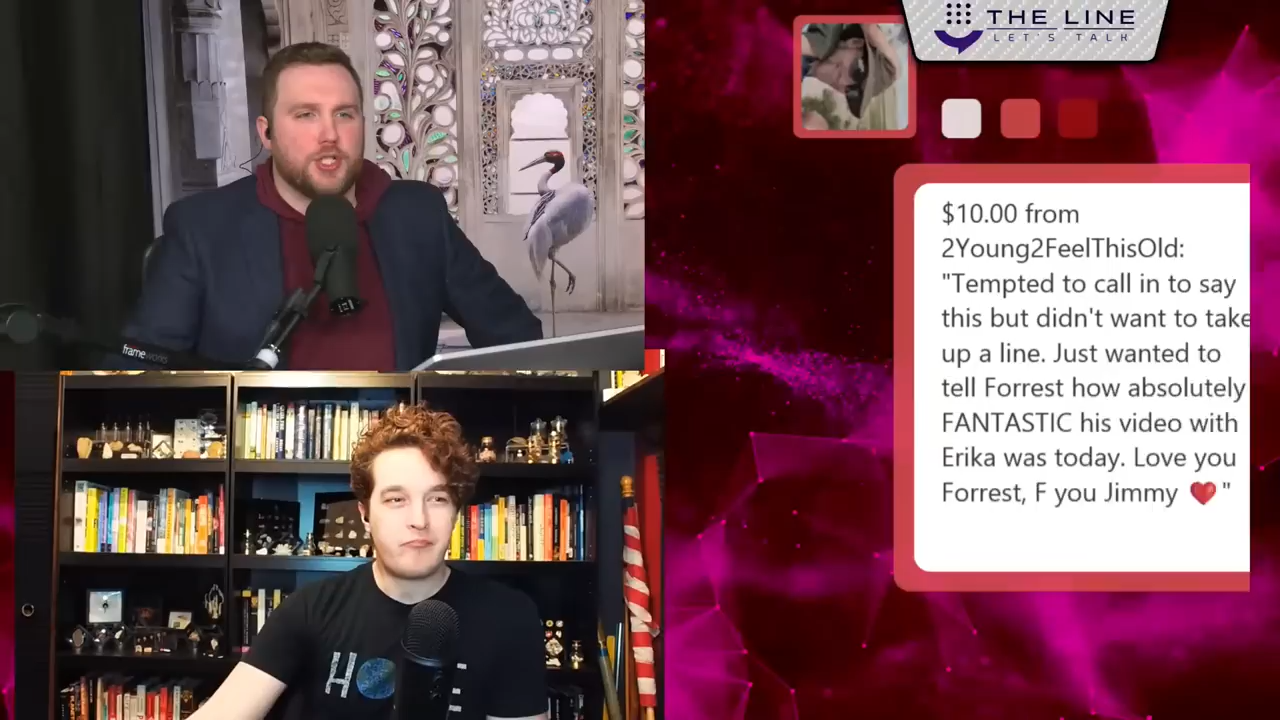 THE LINE
LET'S TALK
$10.00 from
2Young2FeelThisOld:
"Tempted to call in to say
this but didn't want to take
up a line. Just wanted to
tell Forrest how absolutely
FANTASTIC his video with
Erika was today. Love you
Forrest, F you Jimmy ❤️"
frameworks